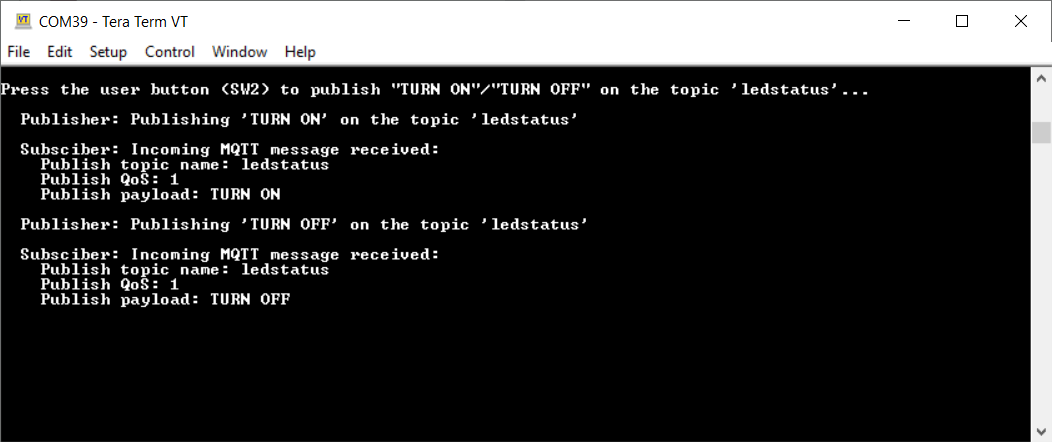 COM39 - Tera Term VT
File Edit Setup Control Window Help
Press the user button (SW2) to publish "TURN ON"/"TURN OFF" on the topic 'ledstatus'...
Publisher: Publishing 'TURN ON' on the topic 'ledstatus'
Subsciber: Incoming MQTT message received:
Publish topic name: ledstatus
Publish QoS: 1
Publish payload: TURN ON
Publisher: Publishing 'TURN OFF' on the topic 'ledstatus'
Subsciber: Incoming MQTT message received:
Publish topic name: ledstatus
Publish QoS: 1
Publish payload: TURN OFF